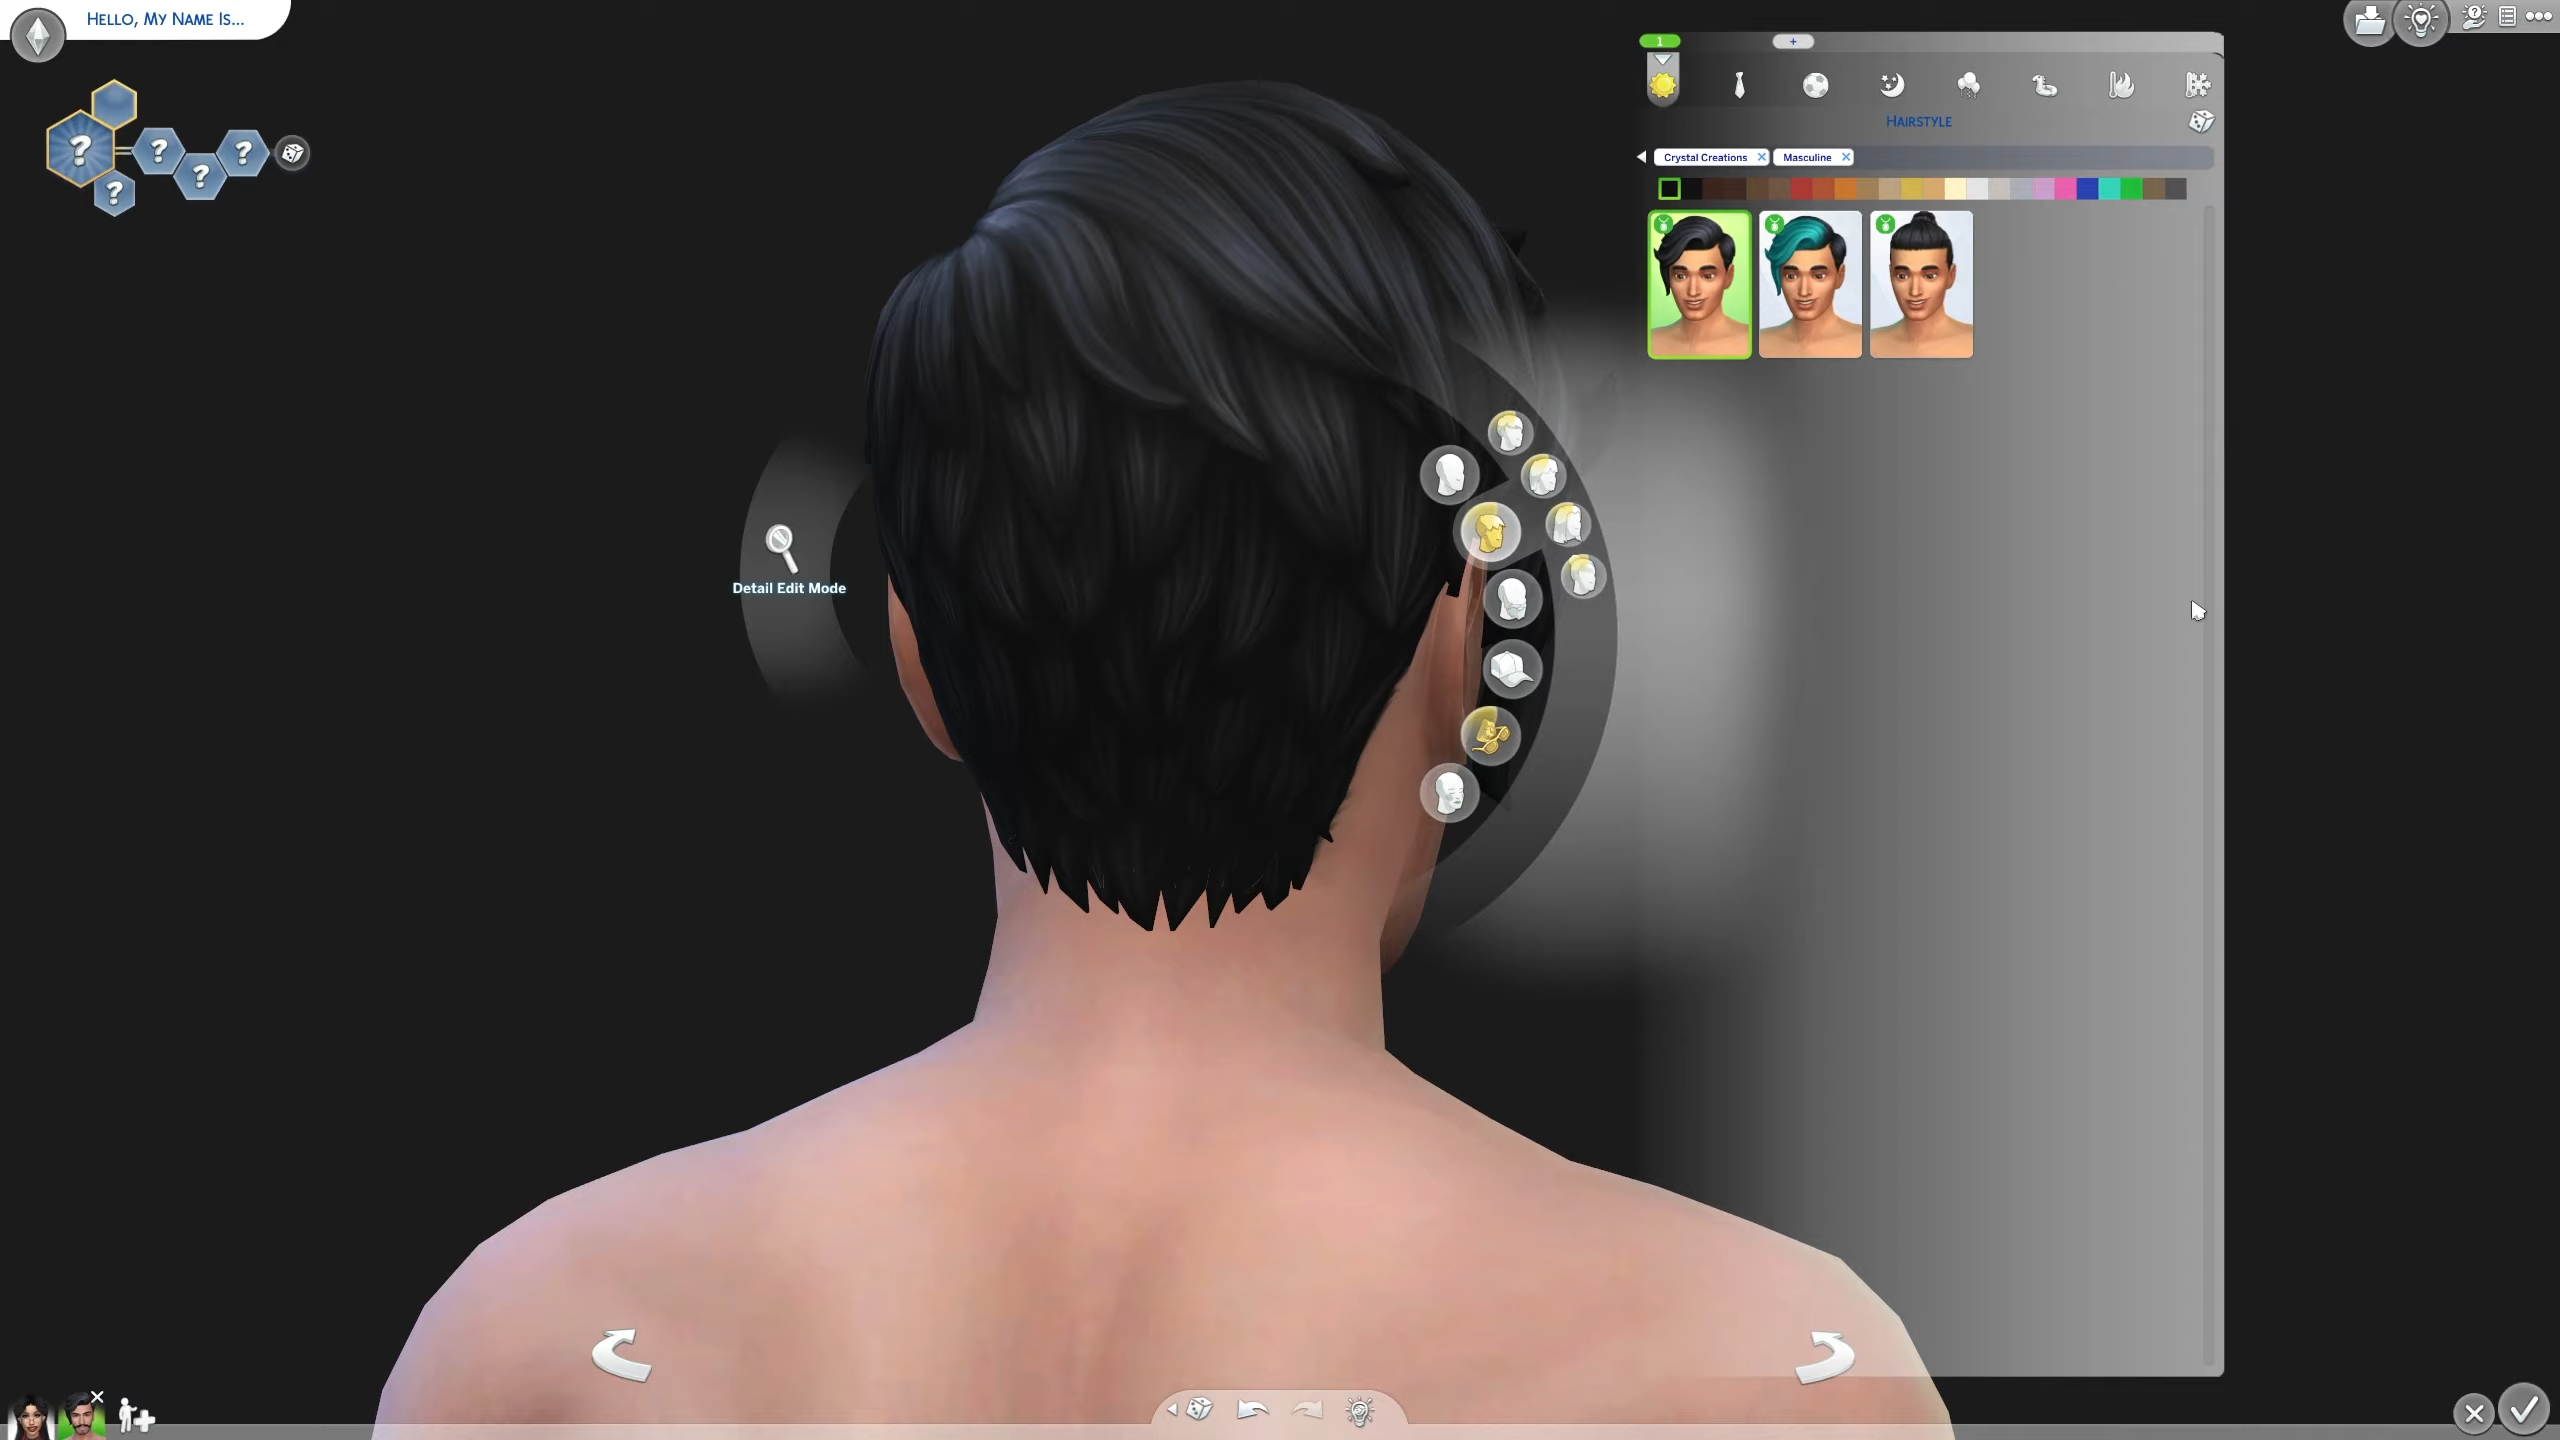 Hello, My Name Is...
1
+
Hairstyle
Crystal Creations
Masculine
Detail Edit Mode